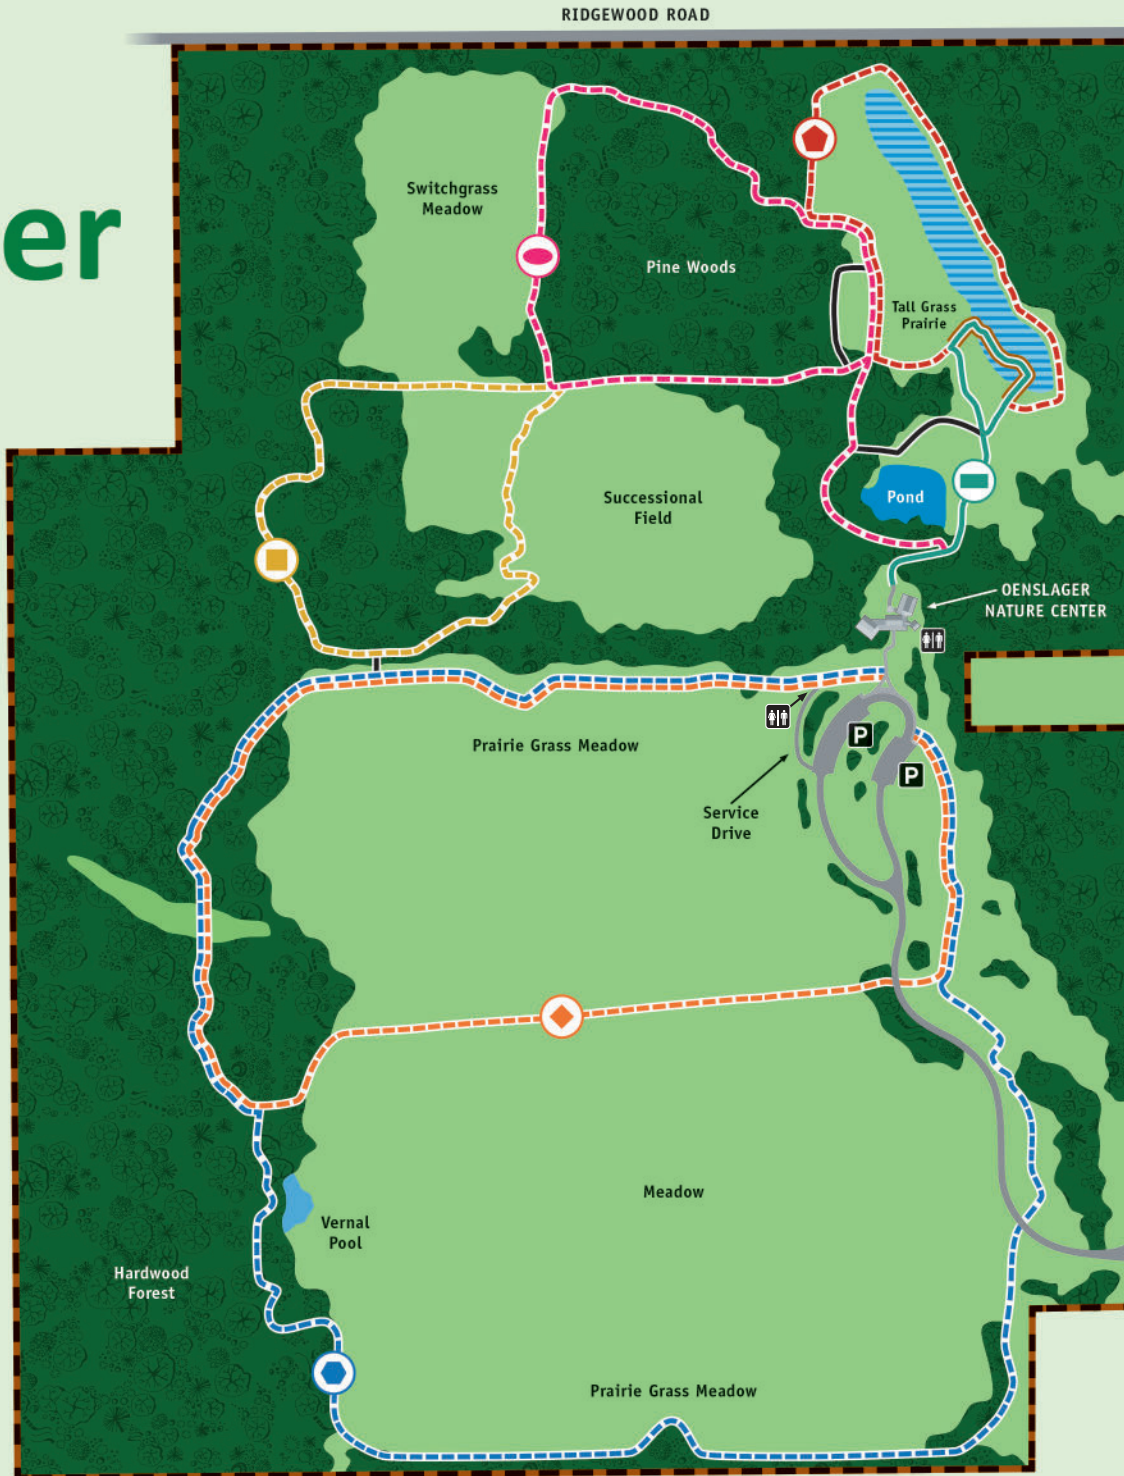 RIDGEWOOD ROAD
er
Switchgrass
Meadow
Pine Woods
Tall Grass
Prairie
Successional
Field
Pond
OENSLAGER
NATURE CENTER
Prairie Grass Meadow
P
P
Service
Drive
Meadow
Vernal
Pool
Hardwood
Forest
Prairie Grass Meadow